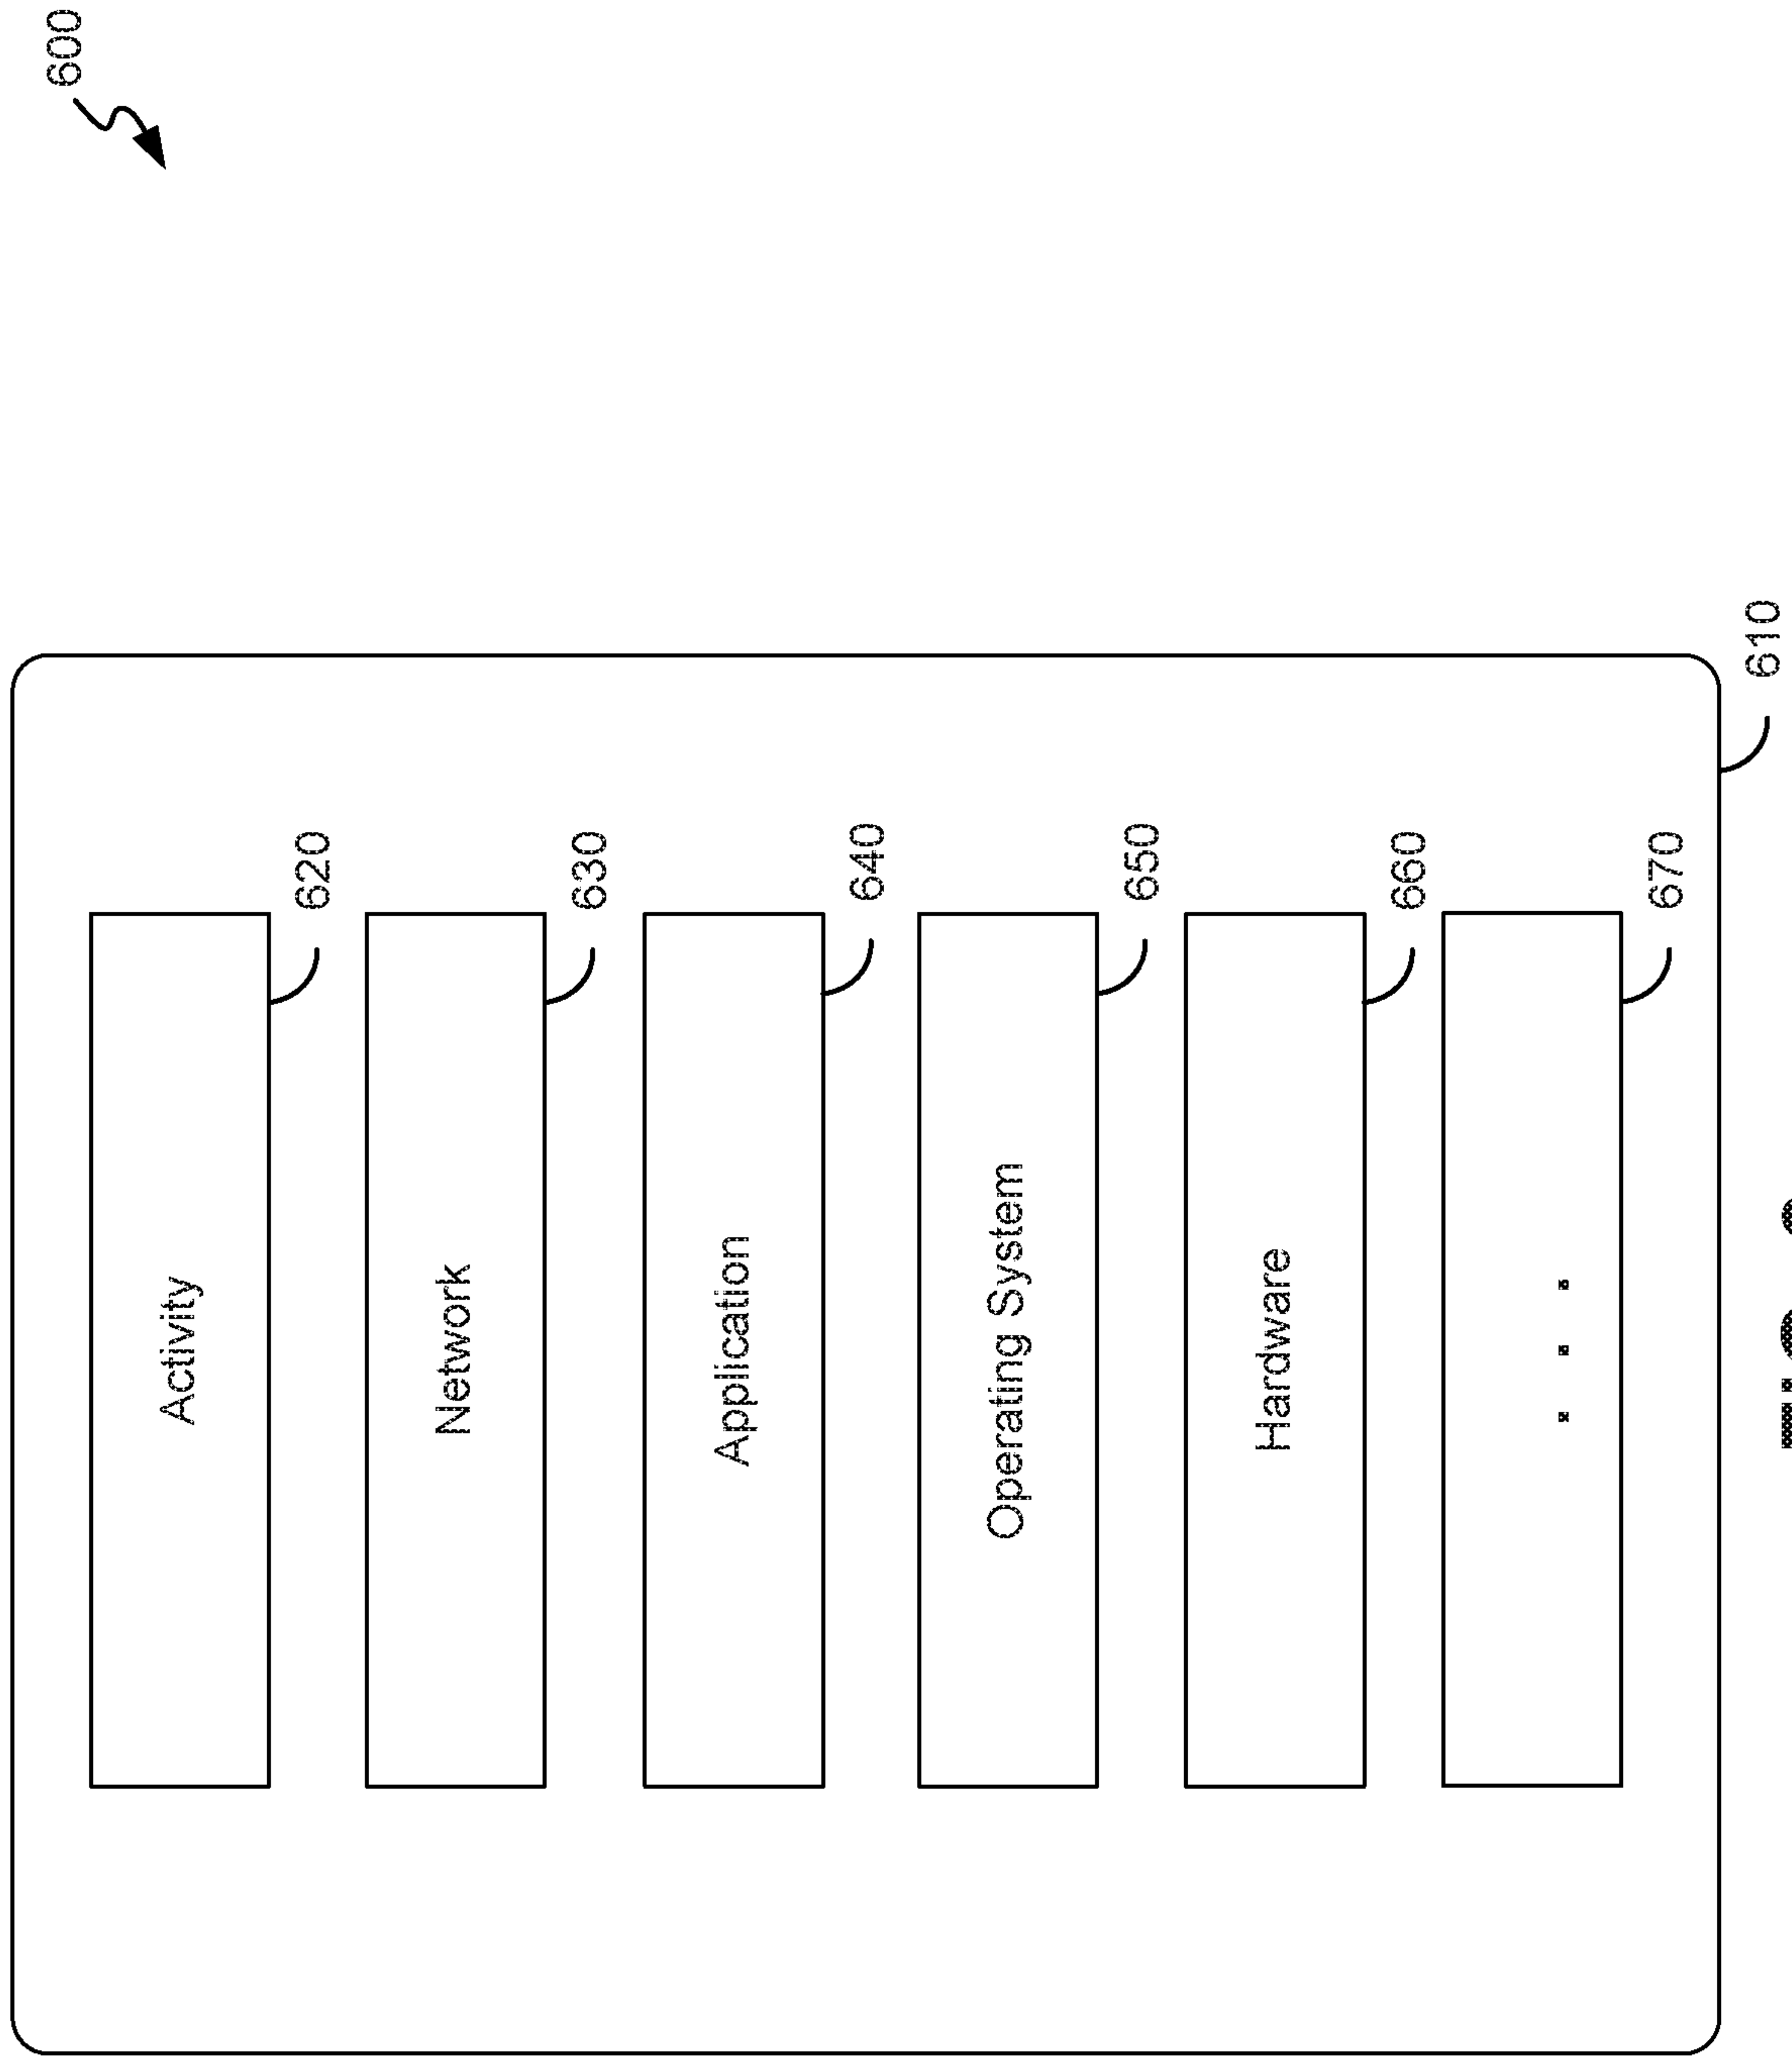 600
Activity
620
Network
630
Application
640
Operating System
650
Hardware
660
. . .
670
610